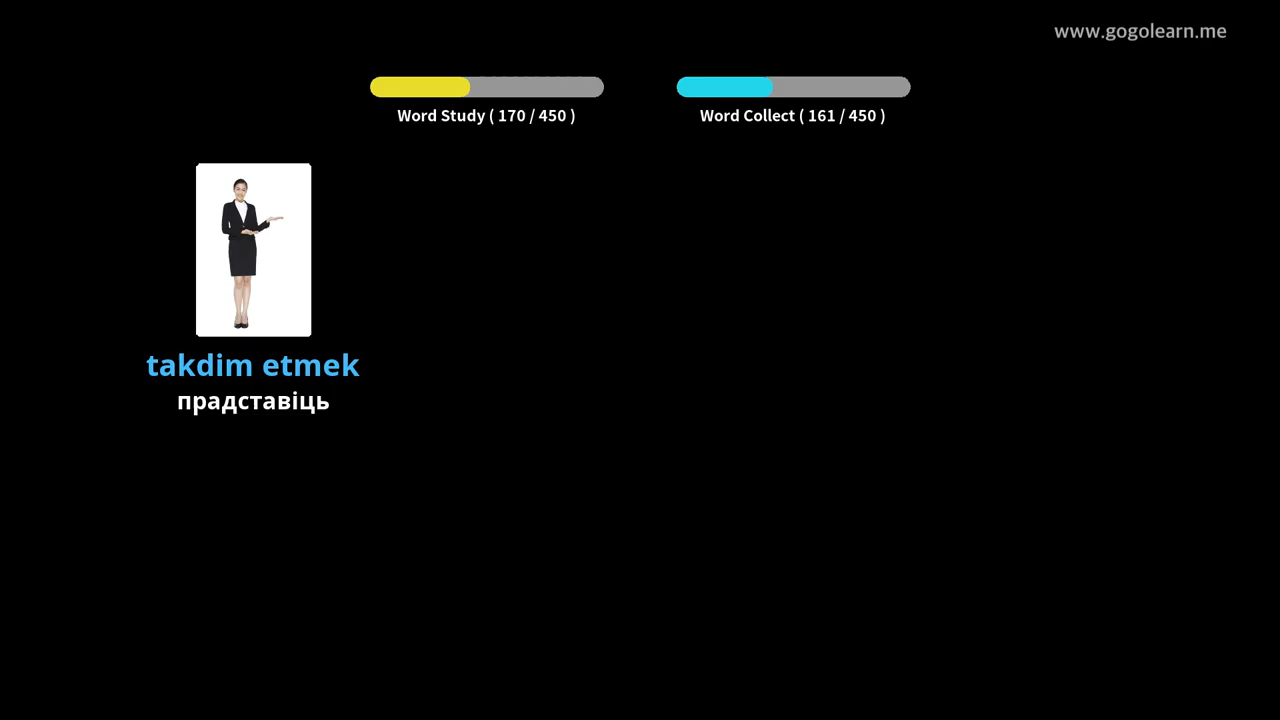 www.gogolearn.me
Word Study ( 170 / 450 )
Word Collect ( 161 / 450 )
takdim etmek
прадставіць